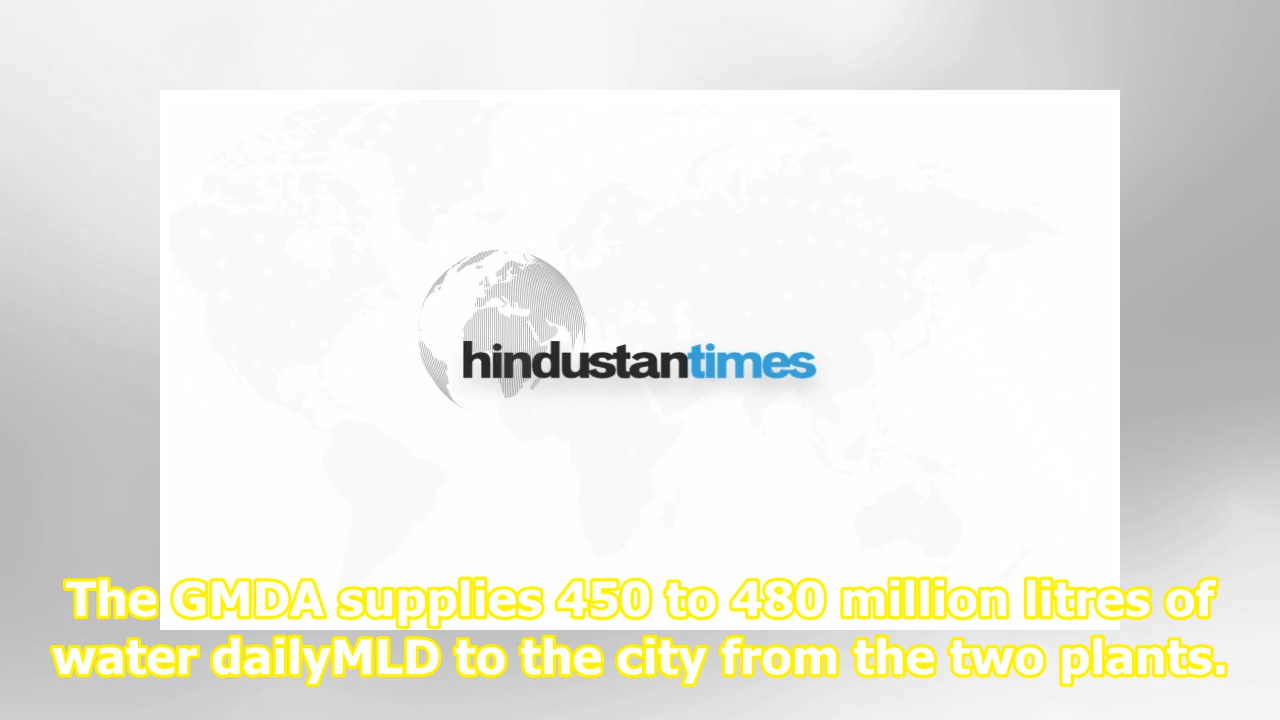 hindustantimes
The GMDA supplies 450 to 480 million litres of
water dailyMLD to the city from the two plants.